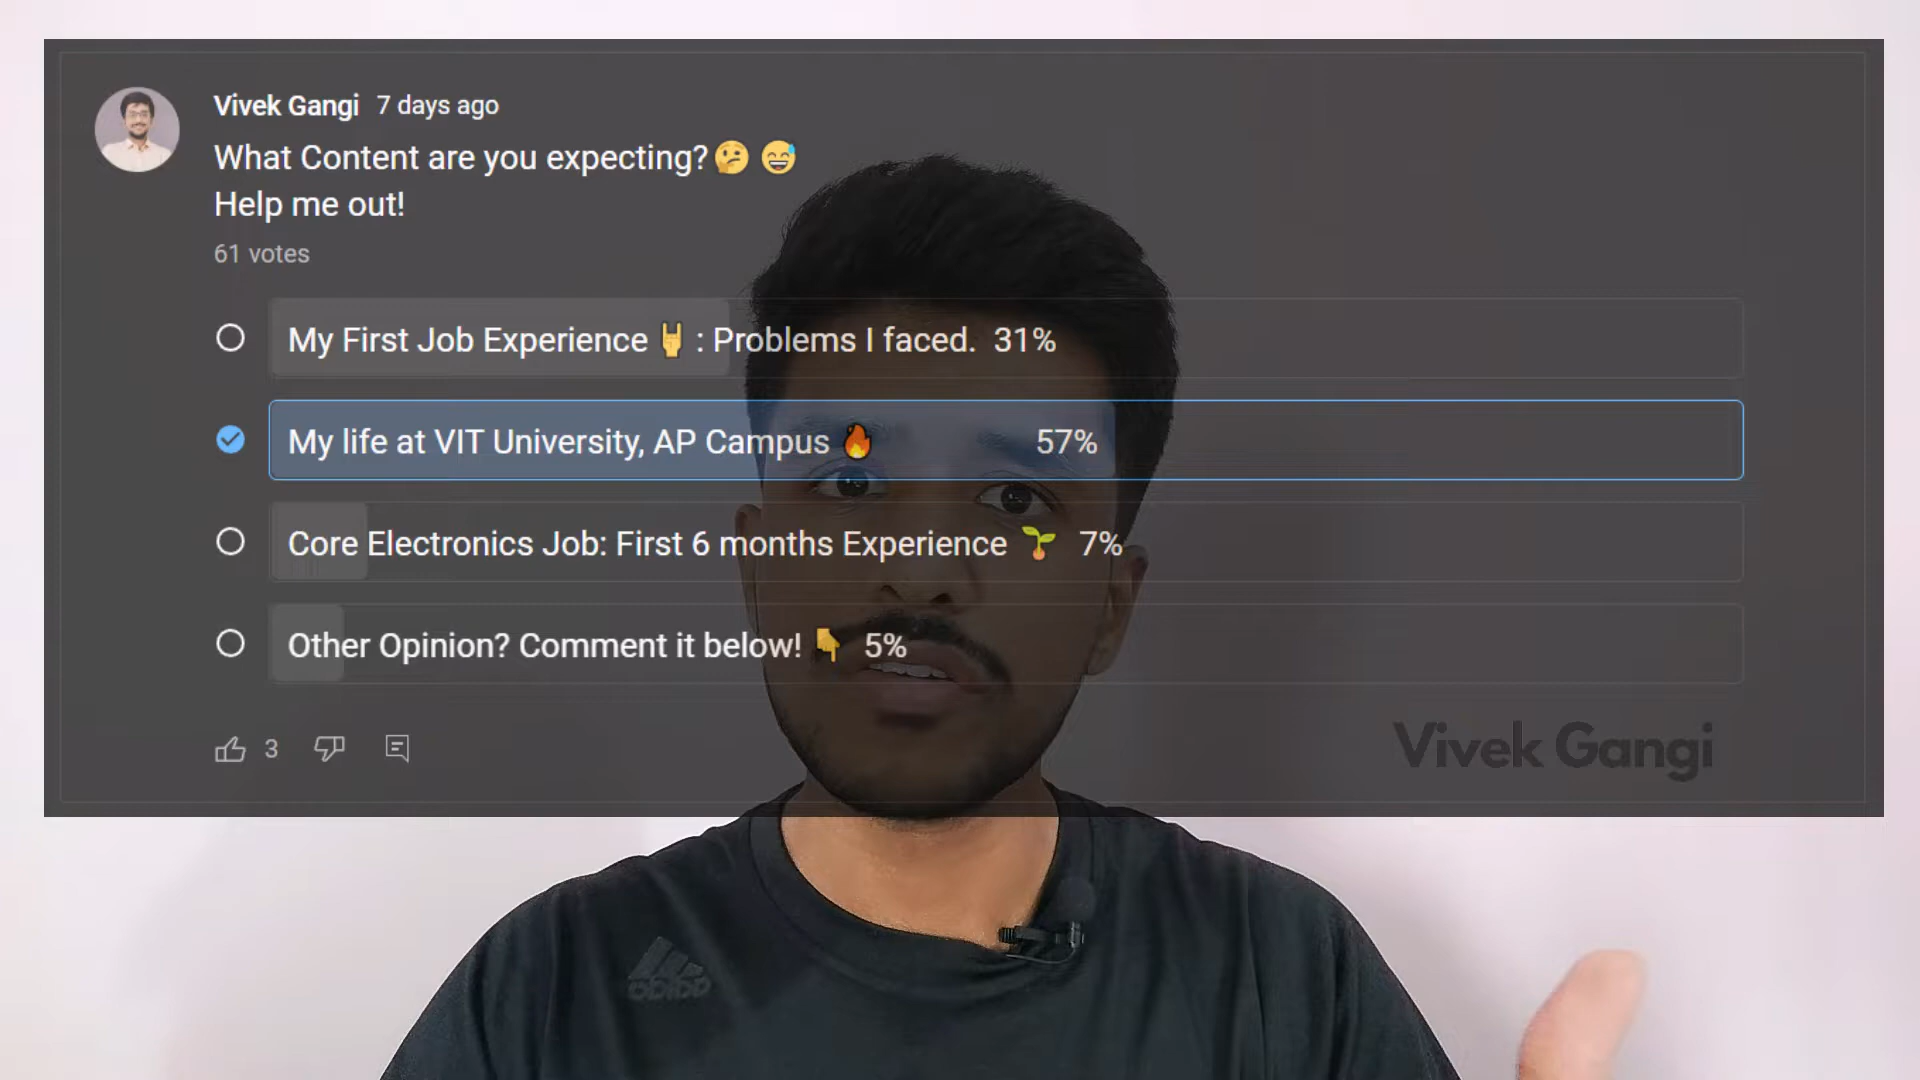 Vivek Gangi 7 days ago
What Content are you expecting?🤔 😅
Help me out!
61 votes
My First Job Experience 🤘 : Problems I faced. 31%
My life at VIT University, AP Campus 🔥 57%
Core Electronics Job: First 6 months Experience 🌱 7%
Other Opinion? Comment it below! 👇 5%
3
Vivek Gangi
adidas